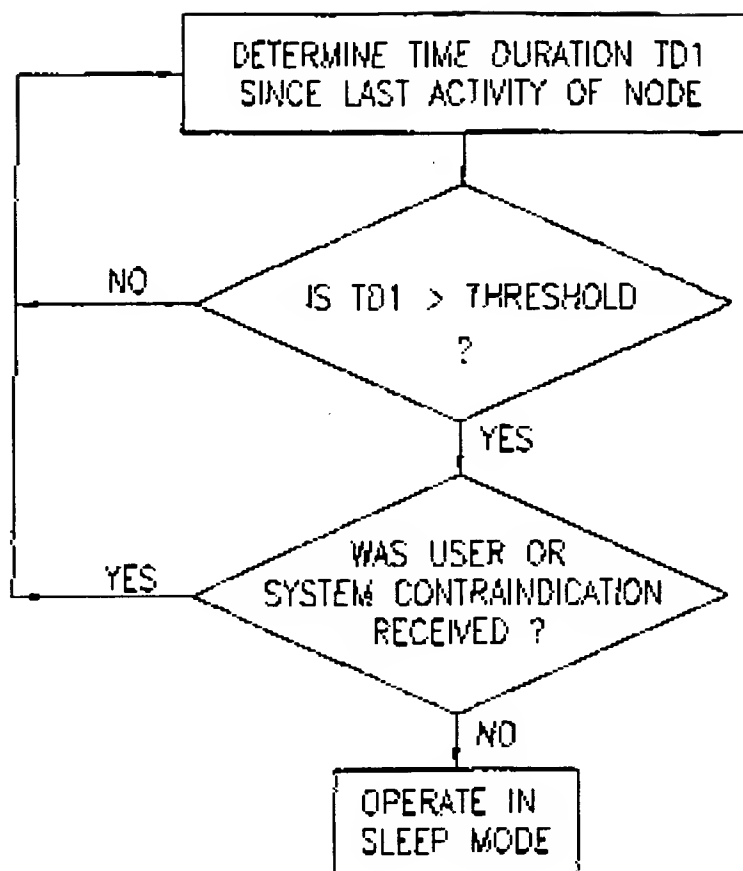 DETERMINE TIME DURATION TD1
SINCE LAST ACTIVITY OF NODE
NO
IS TD1 > THRESHOLD
?
YES
WAS USER OR
SYSTEM CONTRAINDICATION
RECEIVED ?
YES
NO
OPERATE IN
SLEEP MODE